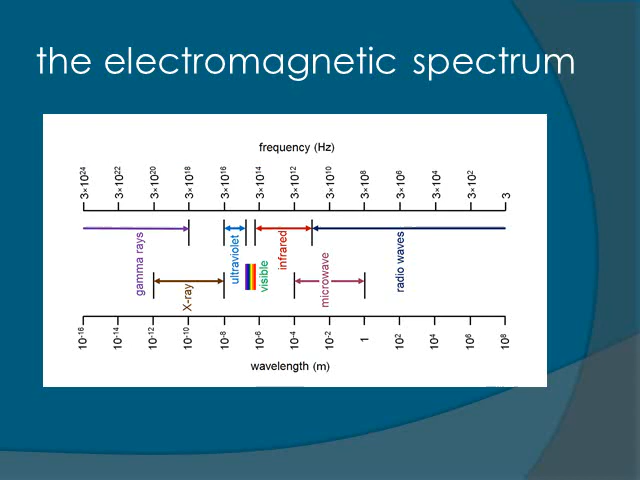 the electromagnetic spectrum
frequency (Hz)
3×10²⁴ 3×10²² 3×10²⁰ 3×10¹⁸ 3×10¹⁶ 3×10¹⁴ 3×10¹² 3×10¹⁰ 3×10⁸ 3×10⁶ 3×10⁴ 3×10² 3
gamma rays ultraviolet infrared radio waves
X-ray visible microwave
10⁻¹⁶ 10⁻¹⁴ 10⁻¹² 10⁻¹⁰ 10⁻⁸ 10⁻⁶ 10⁻⁴ 10⁻² 1 10² 10⁴ 10⁶ 10⁸
wavelength (m)